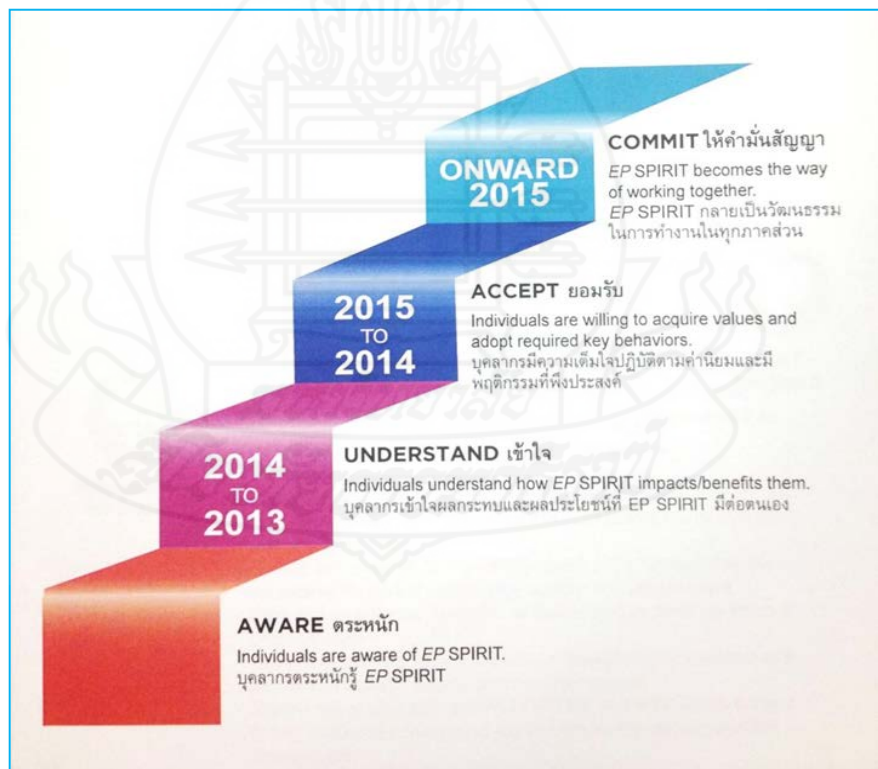 ONWARD
2015
COMMIT ให้คำมั่นสัญญา
EP SPIRIT becomes the way
of working together.
EP SPIRIT กลายเป็นวัฒนธรรม
ในการทำงานในทุกภาคส่วน
2015
TO
2014
ACCEPT ยอมรับ
Individuals are willing to acquire values and
adopt required key behaviors.
บุคลากรมีความเต็มใจปฏิบัติตามค่านิยมและมี
พฤติกรรมที่พึงประสงค์
2014
TO
2013
UNDERSTAND เข้าใจ
Individuals understand how EP SPIRIT impacts/benefits them.
บุคลากรเข้าใจผลกระทบและผลประโยชน์ที่ EP SPIRIT มีต่อตนเอง
AWARE ตระหนัก
Individuals are aware of EP SPIRIT.
บุคลากรตระหนักรู้ EP SPIRIT